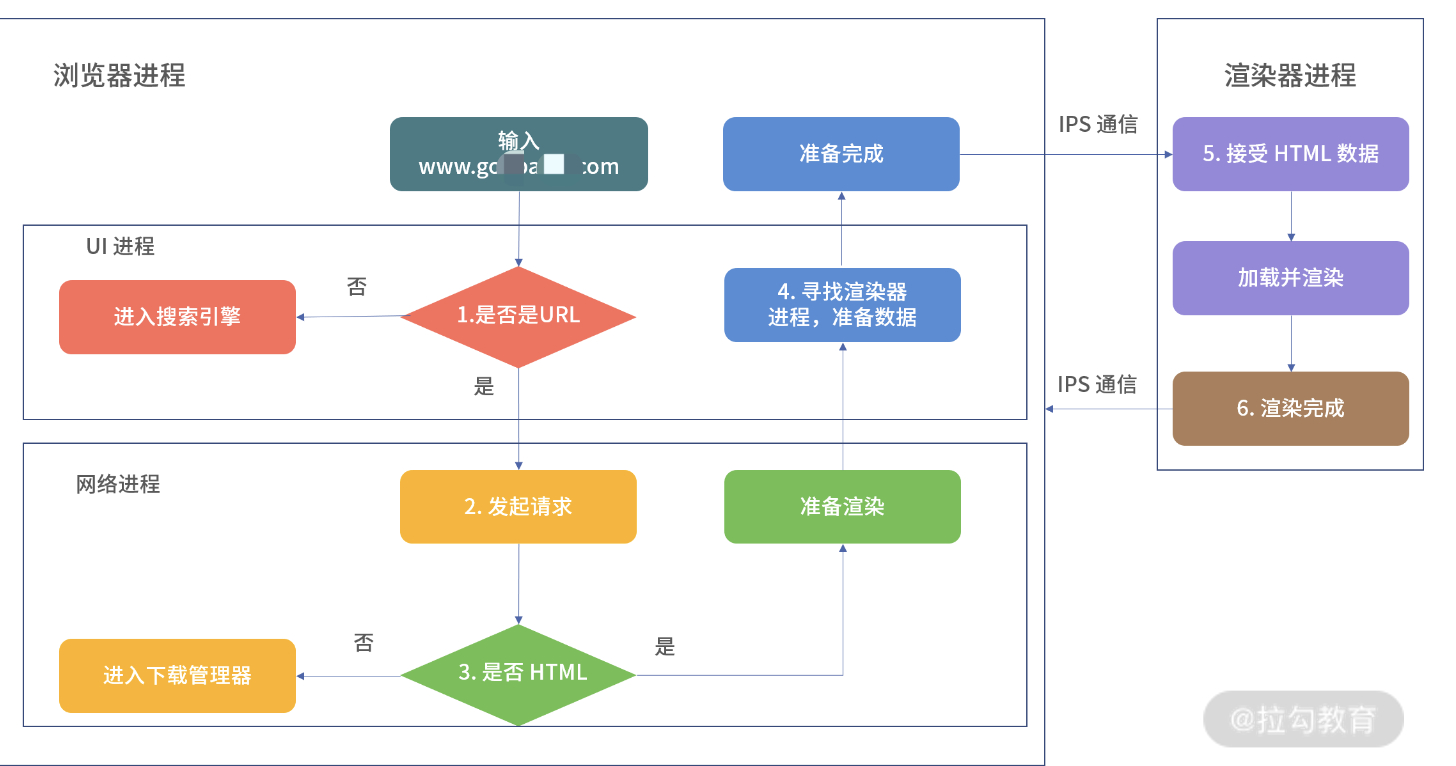 浏览器进程
渲染器进程
输入
IPS 通信
准备完成
5. 接受 HTML 数据
UI 进程
否
进入搜索引擎
1.是否是URL
4. 寻找渲染器
进程，准备数据
加载并渲染
是
IPS 通信
6. 渲染完成
网络进程
2. 发起请求
准备渲染
否
是
进入下载管理器
3. 是否 HTML
@拉勾教育